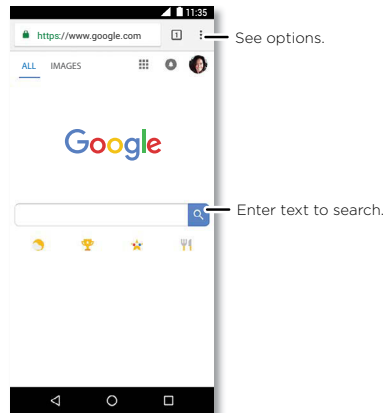 11:35
https://www.google.com
1
See options.
ALL IMAGES
Google
Enter text to search.